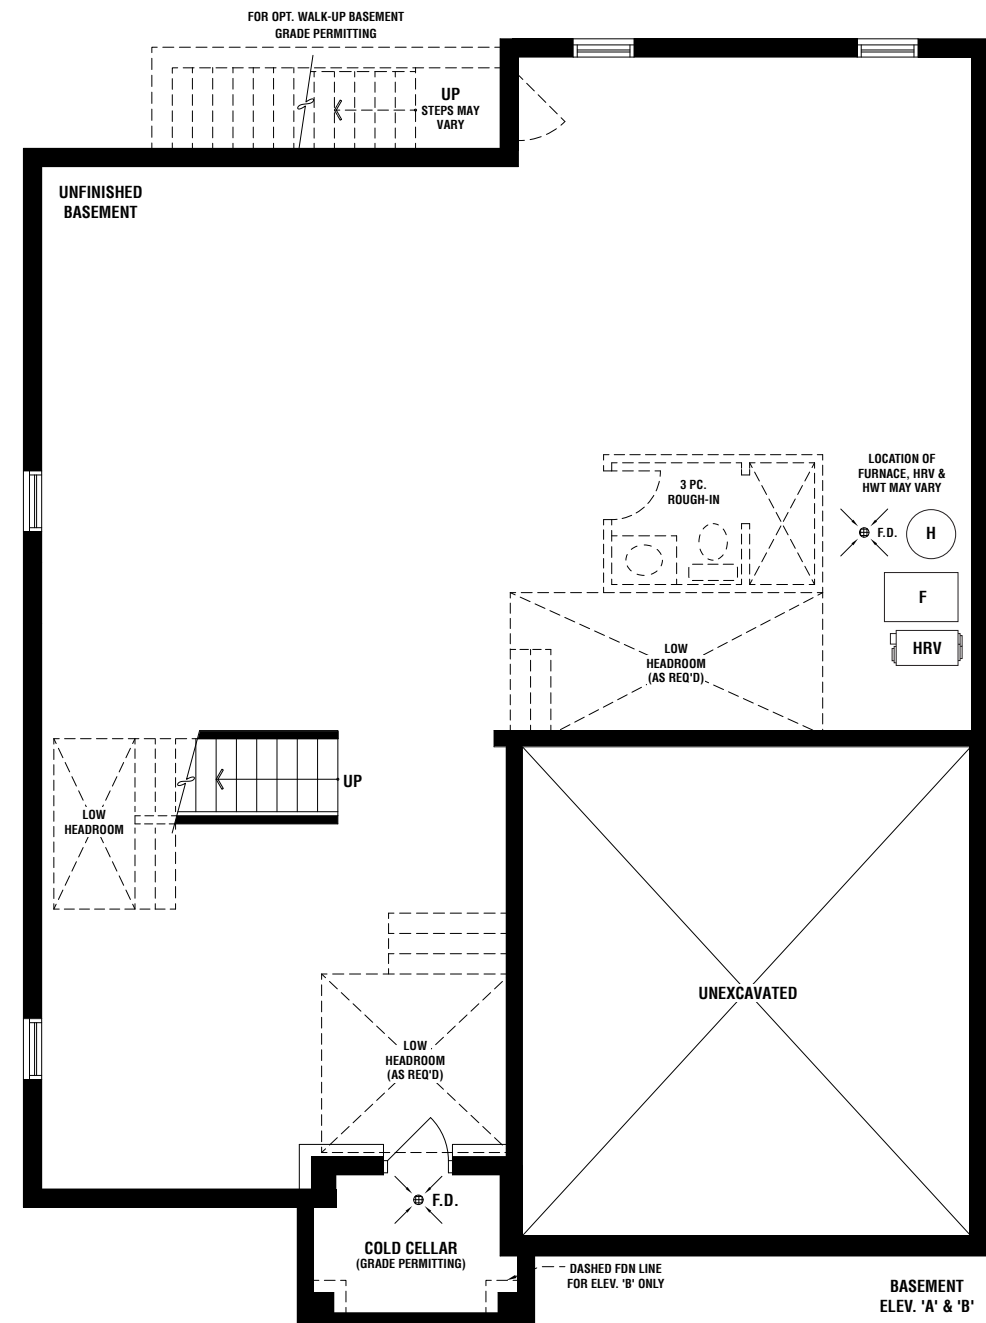 FOR OPT. WALK-UP BASEMENT
GRADE PERMITTING
UP
STEPS MAY
VARY
UNFINISHED
BASEMENT
LOCATION OF
FURNACE, HRV &
HWT MAY VARY
3 PC.
ROUGH-IN
F.D.
H
F
HRV
LOW
HEADROOM
(AS REQ'D)
UP
LOW
HEADROOM
UNEXCAVATED
LOW
HEADROOM
(AS REQ'D)
F.D.
COLD CELLAR
(GRADE PERMITTING)
DASHED FDN LINE
FOR ELEV. 'B' ONLY
BASEMENT
ELEV. 'A' & 'B'